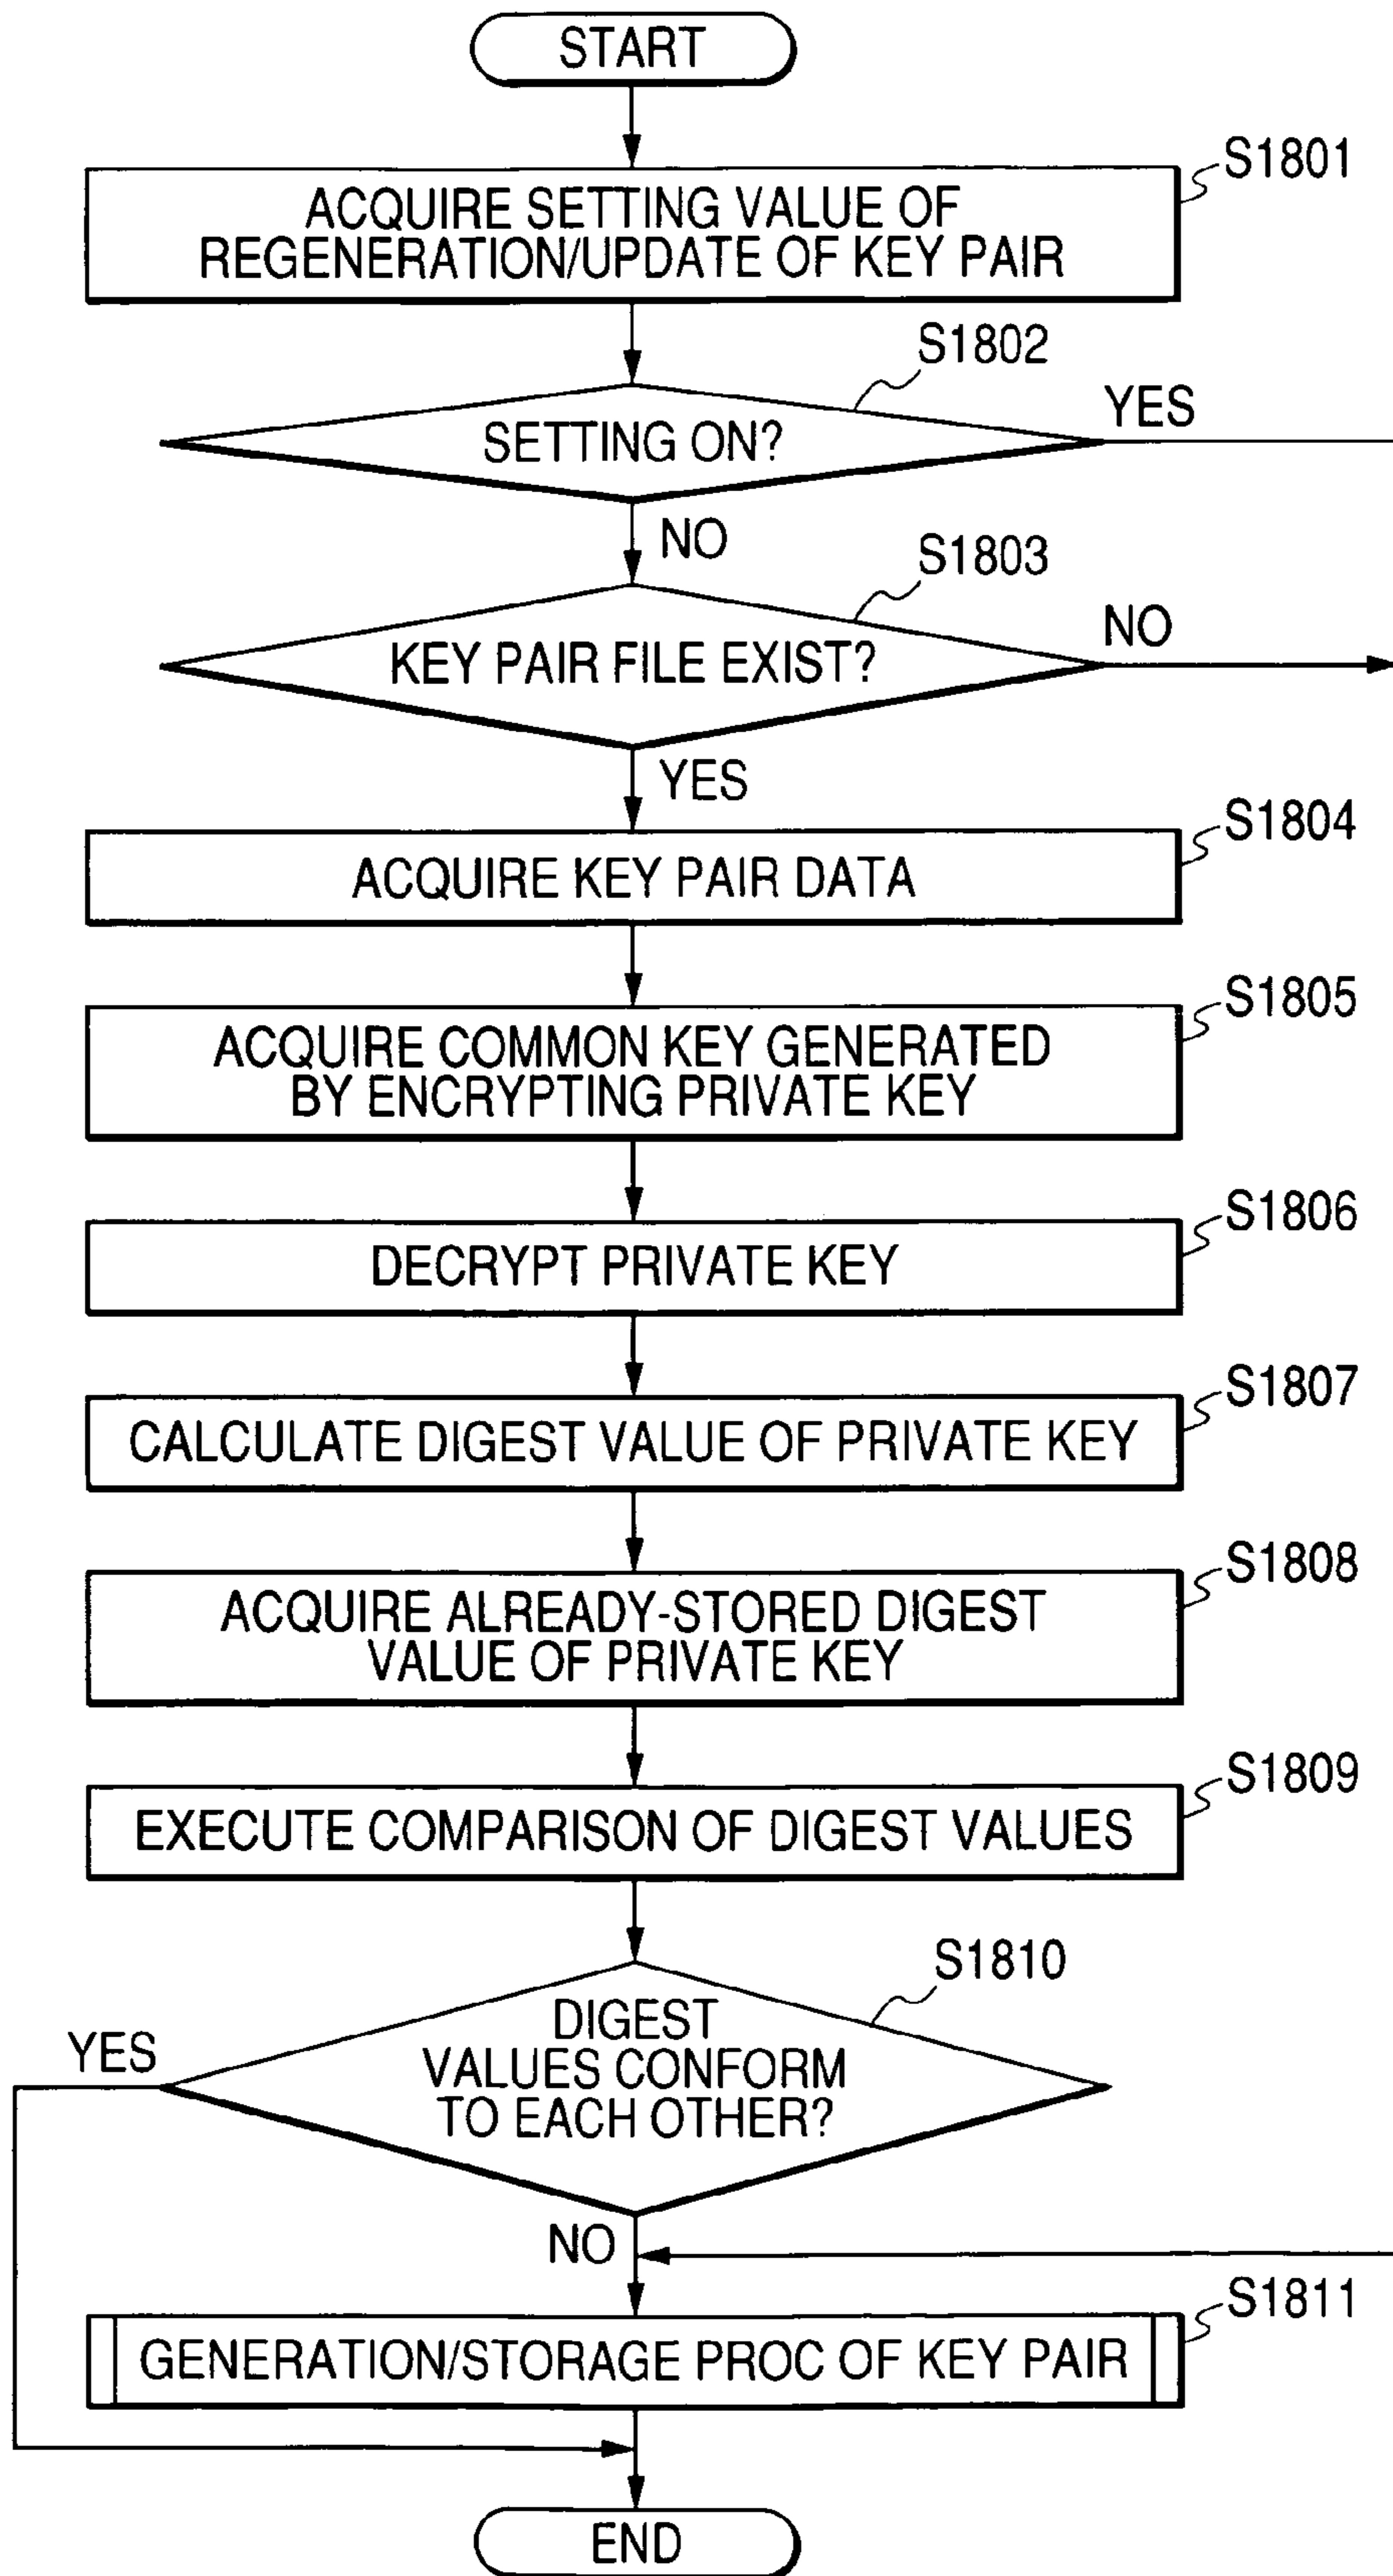 START
S1801
ACQUIRE SETTING VALUE OF
REGENERATION/UPDATE OF KEY PAIR
S1802
YES
SETTING ON?
NO
S1803
NO
KEY PAIR FILE EXIST?
YES
S1804
ACQUIRE KEY PAIR DATA
S1805
ACQUIRE COMMON KEY GENERATED
BY ENCRYPTING PRIVATE KEY
S1806
DECRYPT PRIVATE KEY
S1807
CALCULATE DIGEST VALUE OF PRIVATE KEY
S1808
ACQUIRE ALREADY-STORED DIGEST
VALUE OF PRIVATE KEY
S1809
EXECUTE COMPARISON OF DIGEST VALUES
S1810
YES
DIGEST
VALUES CONFORM
TO EACH OTHER?
NO
S1811
GENERATION/STORAGE PROC OF KEY PAIR
END